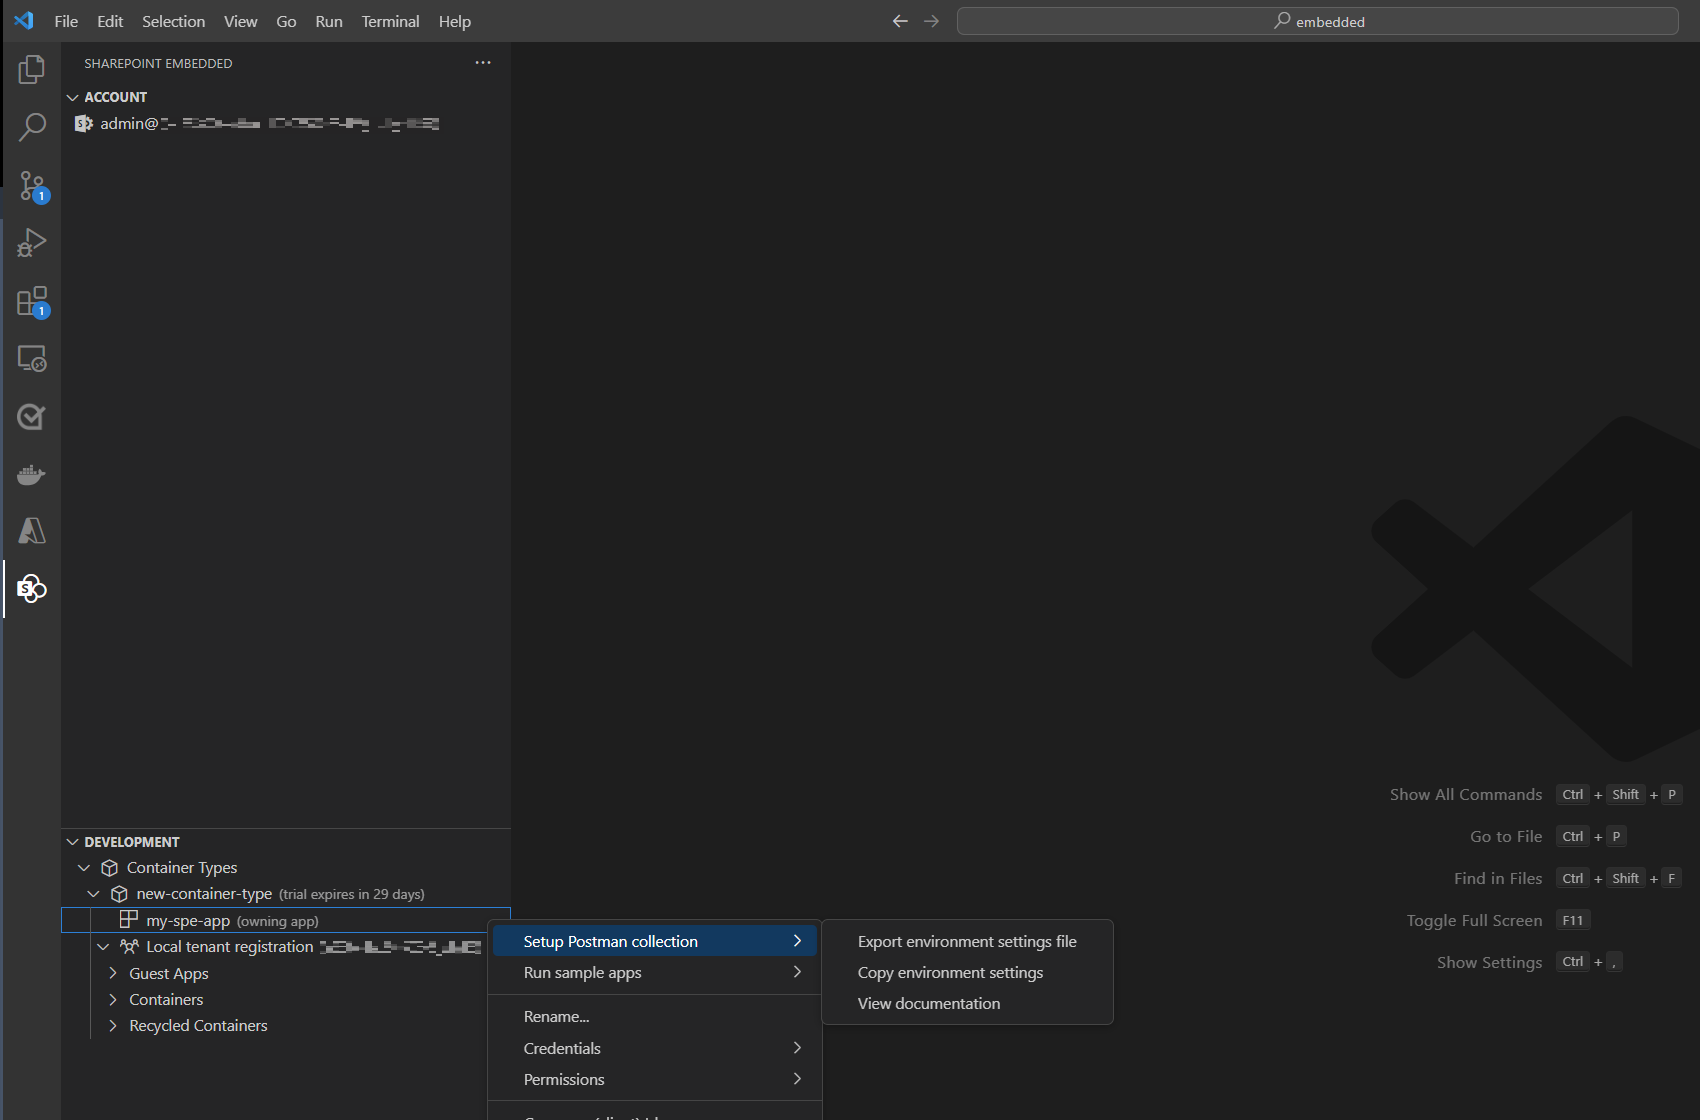 File Edit Selection View Go Run Terminal Help
embedded
SHAREPOINT EMBEDDED
ACCOUNT
admin@
1
1
DEVELOPMENT
Container Types
new-container-type (trial expires in 29 days)
my-spe-app (owning app)
Local tenant registration
Guest Apps
Containers
Recycled Containers
Setup Postman collection
Run sample apps
Rename...
Credentials
Permissions
Export environment settings file
Copy environment settings
View documentation
Show All Commands Ctrl + Shift + P
Go to File Ctrl + P
Find in Files Ctrl + Shift + F
Toggle Full Screen F11
Show Settings Ctrl + ,